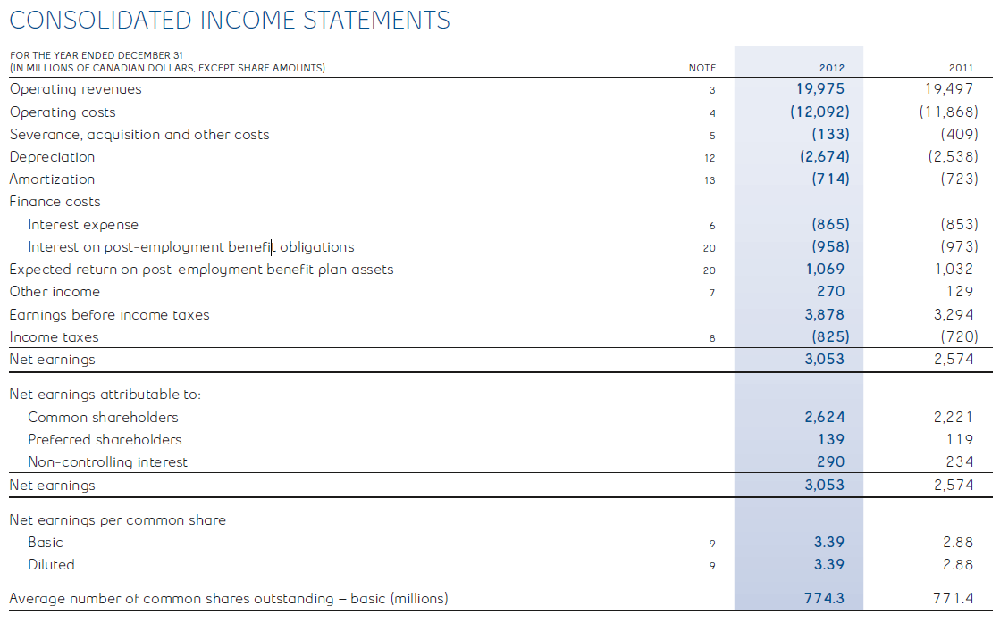 CONSOLIDATED INCOME STATEMENTS
FOR THE YEAR ENDED DECEMBER 31
(IN MILLIONS OF CANADIAN DOLLARS, EXCEPT SHARE AMOUNTS) NOTE 2012 2011
Operating revenues 3 19,975 19,497
Operating costs 4 (12,092) (11,868)
Severance, acquisition and other costs 5 (133) (409)
Depreciation 12 (2,674) (2,538)
Amortization 13 (714) (723)
Finance costs
Interest expense 6 (865) (853)
Interest on post-employment benefit obligations 20 (958) (973)
Expected return on post-employment benefit plan assets 20 1,069 1,032
Other income 7 270 129
Earnings before income taxes 3,878 3,294
Income taxes 8 (825) (720)
Net earnings 3,053 2,574
Net earnings attributable to:
Common shareholders 2,624 2,221
Preferred shareholders 139 119
Non-controlling interest 290 234
Net earnings 3,053 2,574
Net earnings per common share
Basic 9 3.39 2.88
Diluted 9 3.39 2.88
Average number of common shares outstanding – basic (millions) 774.3 771.4